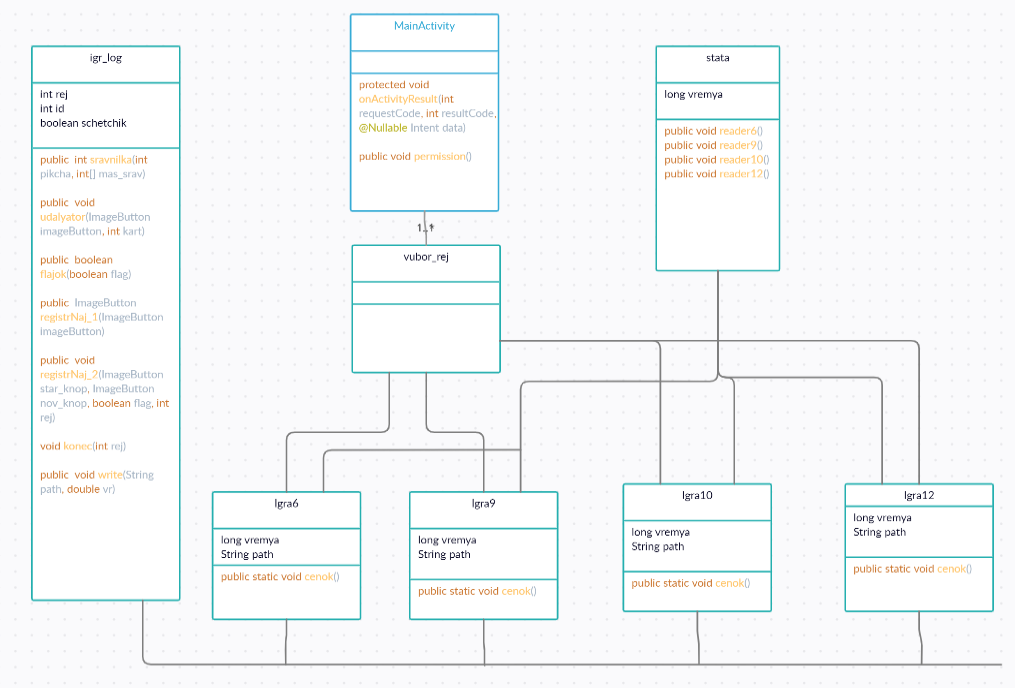 igr_log
int rej
int id
boolean schetchik
public int sravnilka(int
pikcha, int[] mas_srav)
public void
udalyator(ImageButton
imageButton, int kart)
public boolean
flajok(boolean flag)
public ImageButton
registrNaj_1(ImageButton
imageButton)
public void
registrNaj_2(ImageButton
star_knop, ImageButton
nov_knop, boolean flag, int
rej)
void konec(int rej)
public void write(String
path, double vr)
MainActivity
protected void
onActivityResult(int
requestCode, int resultCode,
@Nullable Intent data)
public void permission()
1..*
vubor_rej
stata
long vremya
public void reader6()
public void reader9()
public void reader10()
public void reader12()
Igra6
long vremya
String path
public static void cenok()
Igra9
long vremya
String path
public static void cenok()
Igra10
long vremya
String path
public static void cenok()
Igra12
long vremya
String path
public static void cenok()